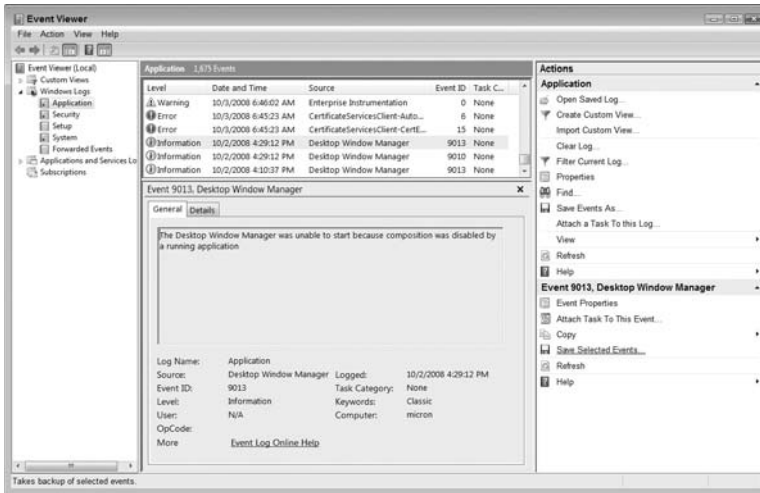 Event Viewer
File Action View Help
Event Viewer (Local)
Custom Views
Windows Logs
Application
Security
Setup
System
Forwarded Events
Applications and Services Lo
Subscriptions
Application 1,675 Events
Level Date and Time Source Event ID Task C...
Warning 10/3/2008 6:46:02 AM Enterprise Instrumentation 0 None
Error 10/3/2008 6:45:23 AM CertificateServicesClient-Auto... 6 None
Error 10/3/2008 6:45:23 AM CertificateServicesClient-CertE... 15 None
Information 10/2/2008 4:29:12 PM Desktop Window Manager 9013 None
Information 10/2/2008 4:29:12 PM Desktop Window Manager 9010 None
Information 10/2/2008 4:10:37 PM Desktop Window Manager 9013 None
Event 9013, Desktop Window Manager
General Details
The Desktop Window Manager was unable to start because composition was disabled by
a running application
Log Name: Application
Source: Desktop Window Manager Logged: 10/2/2008 4:29:12 PM
Event ID: 9013 Task Category: None
Level: Information Keywords: Classic
User: N/A Computer: micron
OpCode:
More Event Log Online Help
Actions
Application
Open Saved Log...
Create Custom View...
Import Custom View...
Clear Log...
Filter Current Log...
Properties
Find...
Save Events As...
Attach a Task To this Log...
View
Refresh
Help
Event 9013, Desktop Window Manager
Event Properties
Attach Task To This Event...
Copy
Save Selected Events...
Refresh
Help
Takes backup of selected events.